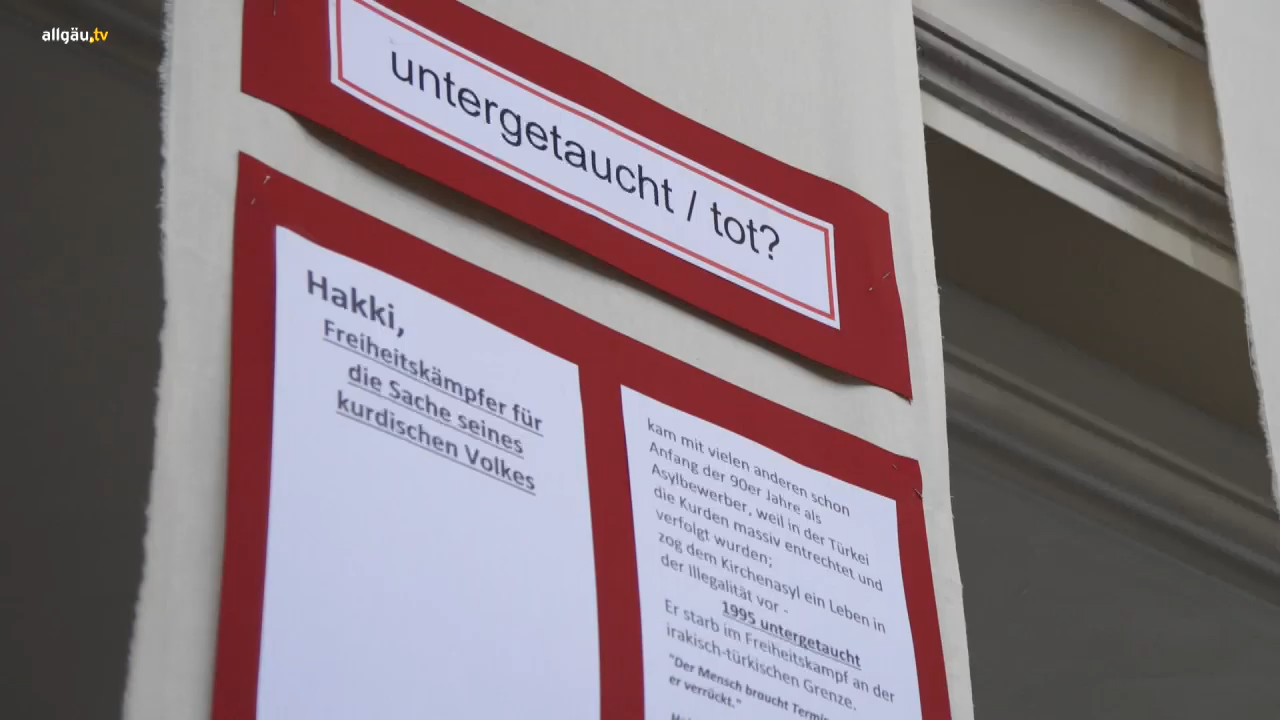 allgäu.tv
untergetaucht / tot?
Hakki,
Freiheitskämpfer für
die Sache seines
kurdischen Volkes
kam mit vielen anderen schon
Anfang der 90er Jahre als
Asylbewerber, weil in der Türkei
die Kurden massiv entrechtet und
verfolgt wurden;
zog dem Kirchenasyl ein Leben in
der Illegalität vor -
1995 untergetaucht
Er starb im Freiheitskampf an der
irakisch-türkischen Grenze.
"Der Mensch braucht
er verrückt."